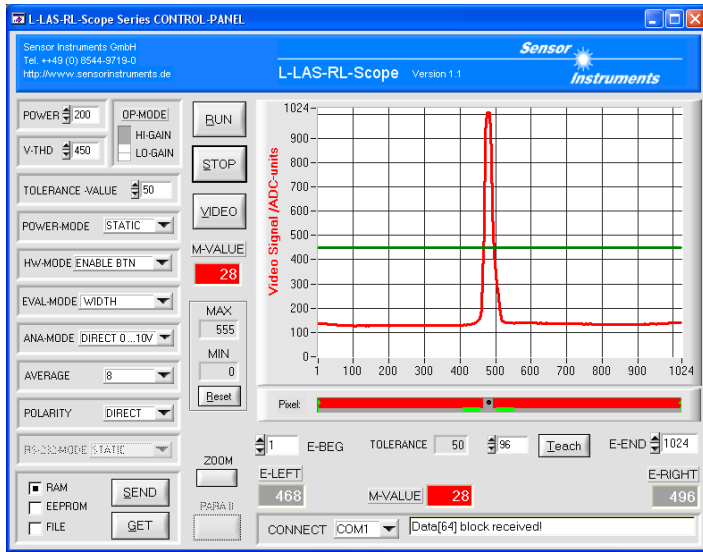 L-LAS-RL-Scope Series CONTROL-PANEL
Sensor Instruments GmbH
Tel. ++49 (0) 8544-9719-0
http://www.sensorinstruments.de
L-LAS-RL-Scope Version 1.1
Sensor
Instruments
POWER 200
V-THD 450
OP-MODE
HI-GAIN
LO-GAIN
TOLERANCE -VALUE 50
POWER-MODE STATIC
HW-MODE ENABLE BTN
EVAL-MODE WIDTH
ANA-MODE DIRECT 0...10V
AVERAGE 8
POLARITY DIRECT
RS-232-MODE STATIC
RAM
EEPROM
FILE
SEND
GET
RUN
STOP
VIDEO
M-VALUE
28
MAX
555
MIN
0
Reset
ZOOM
PARA II
Video Signal /ADC-units
1024
900
800
700
600
500
400
300
200
100
0
1 100 200 300 400 500 600 700 800 900 1024
Pixel:
1 E-BEG TOLERANCE 50 96 Teach E-END 1024
E-LEFT E-RIGHT
468 M-VALUE 28 496
CONNECT COM1 Data[64] block received!